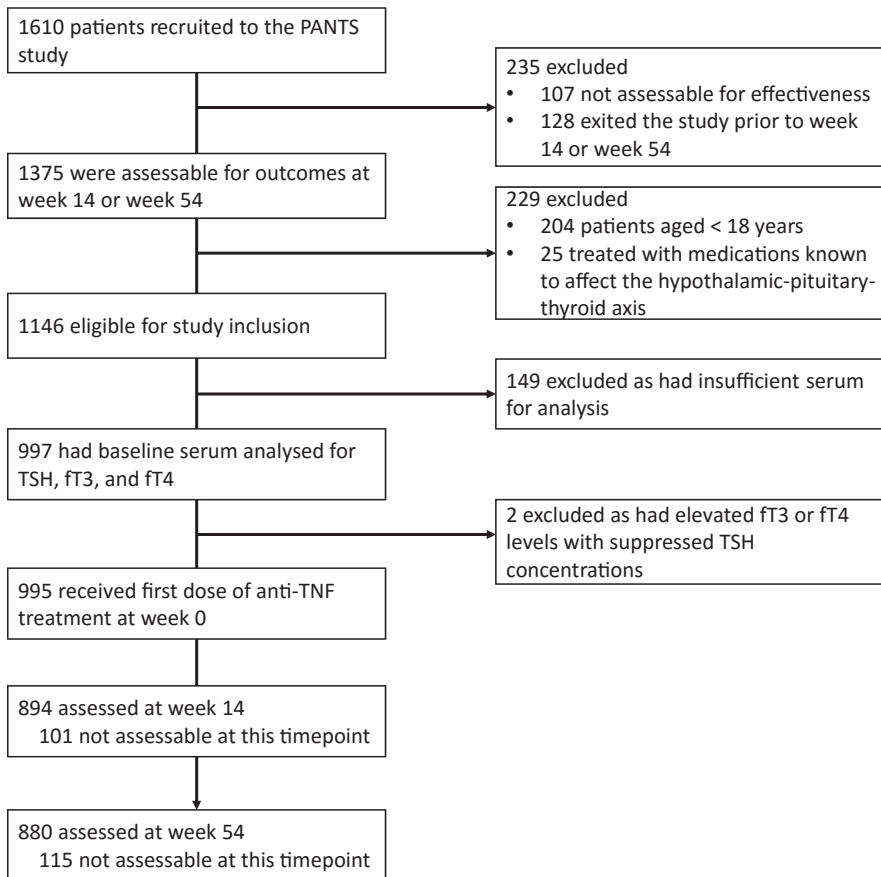 1610 patients recruited to the PANTS
study
235 excluded
• 107 not assessable for effectiveness
• 128 exited the study prior to week
14 or week 54
1375 were assessable for outcomes at
week 14 or week 54
229 excluded
• 204 patients aged < 18 years
• 25 treated with medications known
to affect the hypothalamic-pituitary-
thyroid axis
1146 eligible for study inclusion
149 excluded as had insufficient serum
for analysis
997 had baseline serum analysed for
TSH, fT3, and fT4
2 excluded as had elevated fT3 or fT4
levels with suppressed TSH
concentrations
995 received first dose of anti-TNF
treatment at week 0
894 assessed at week 14
101 not assessable at this timepoint
880 assessed at week 54
115 not assessable at this timepoint